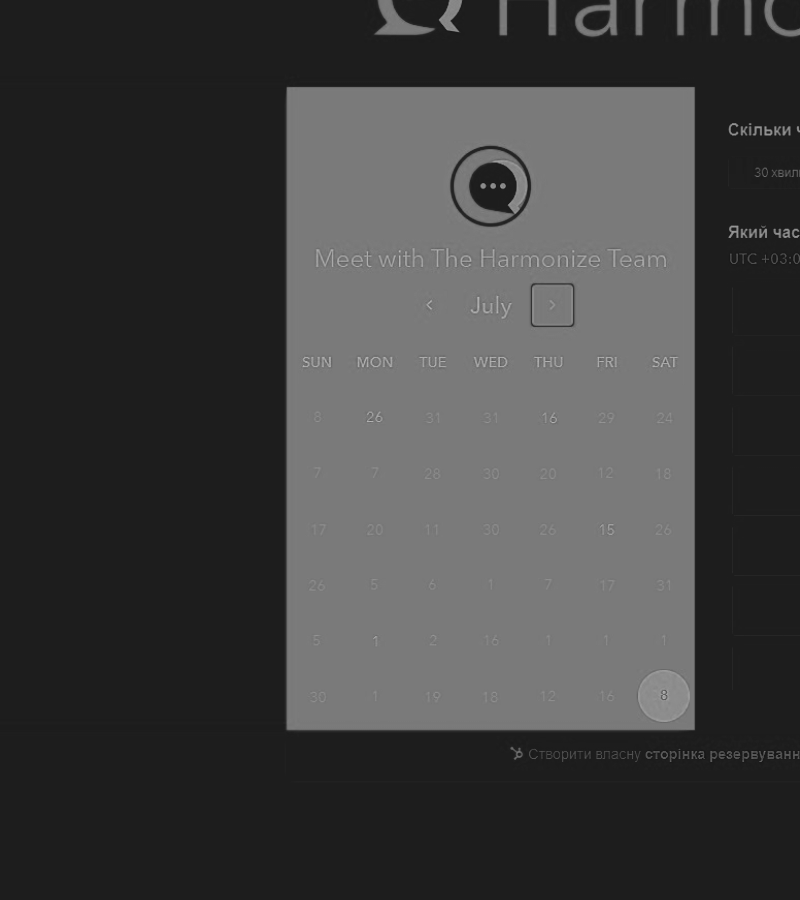 Harmo
Meet with The Harmonize Team
July
SUN MON TUE WED THU FRI SAT
8 26 31 31 16 29 24
7 7 28 30 20 12 18
17 20 11 30 26 15 26
26 5 6 1 7 17 31
5 1 2 16 1 1 1
30 1 19 18 12 16 8
Скільки ч
30 хвили
Який час
UTC +03:0
Створити власну сторінка резервуванн